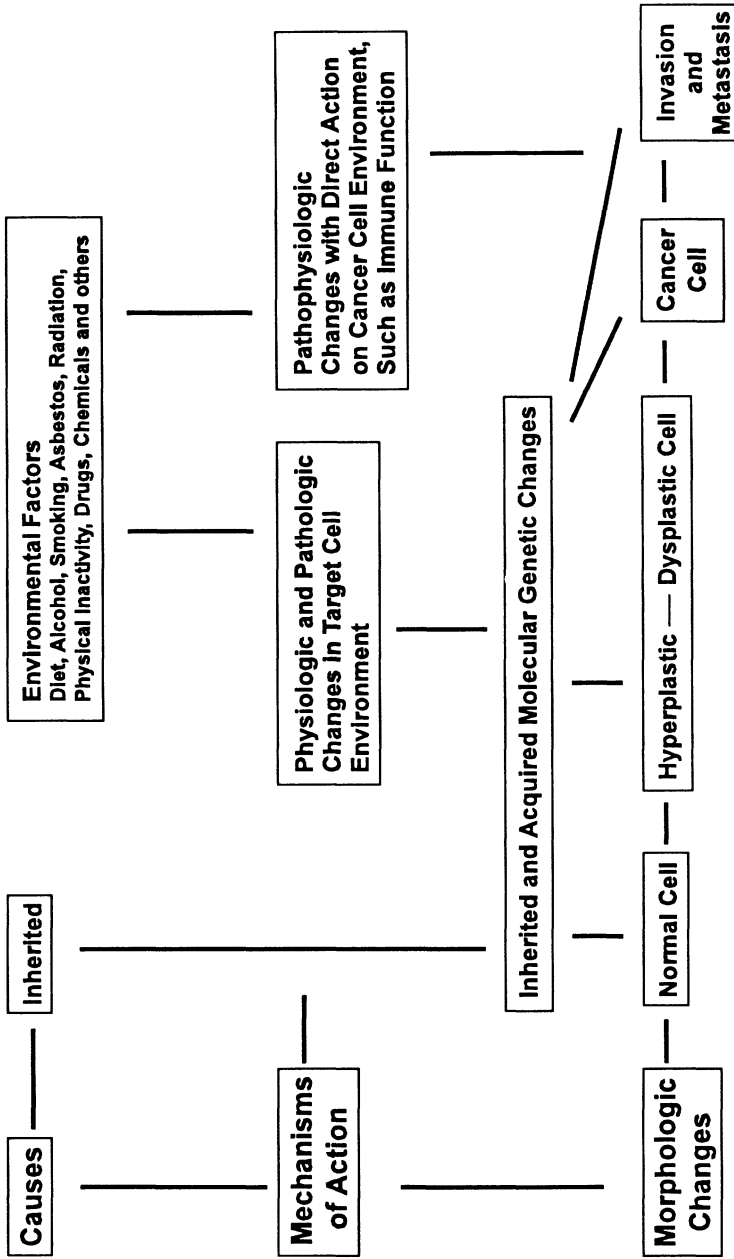 Causes
Inherited
Environmental Factors
Diet, Alcohol, Smoking, Asbestos, Radiation,
Physical Inactivity, Drugs, Chemicals and others
Mechanisms
of Action
Physiologic and Pathologic
Changes in Target Cell
Environment
Pathophysiologic
Changes with Direct Action
on Cancer Cell Environment,
Such as Immune Function
Inherited and Acquired Molecular Genetic Changes
Morphologic
Changes
Normal Cell
Hyperplastic — Dysplastic Cell
Cancer
Cell
Invasion
and
Metastasis